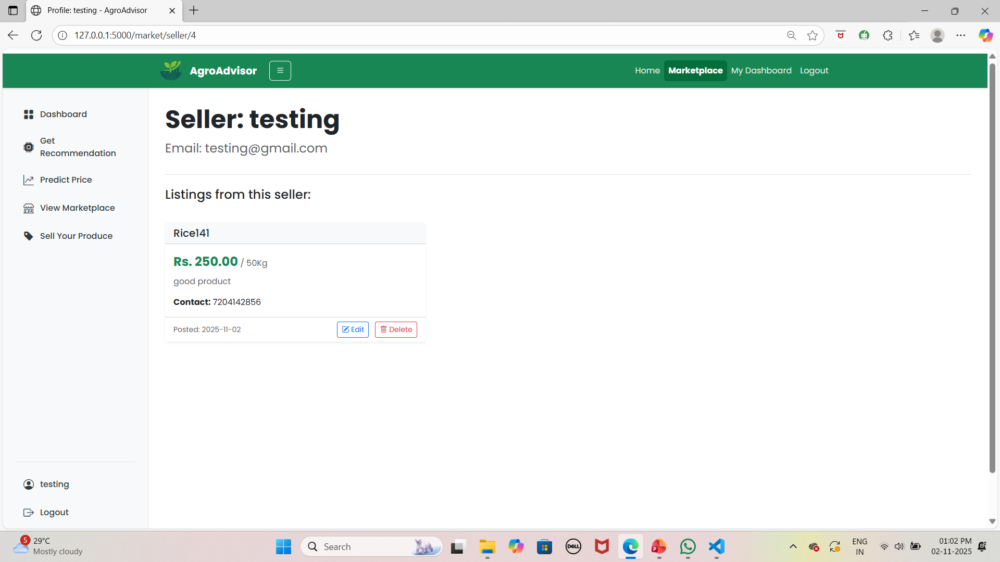 Profile: testing - AgroAdvisor
127.0.0.1:5000/market/seller/4
AgroAdvisor
Home Marketplace My Dashboard Logout
Dashboard
Get
Recommendation
Predict Price
View Marketplace
Sell Your Produce
testing
Logout
Seller: testing
Email: testing@gmail.com
Listings from this seller:
Rice141
Rs. 250.00 / 50Kg
good product
Contact: 7204142856
Posted: 2025-11-02 Edit Delete
5
29°C
Mostly cloudy
Search
DELL
ENG
IN
01:02 PM
02-11-2025